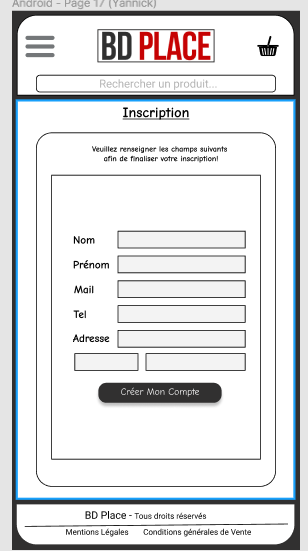 Android - Page 17 (Yannick)
BD PLACE
Rechercher un produit...
Inscription
Veuillez renseigner les champs suivants
afin de finaliser votre inscription!
Nom
Prénom
Mail
Tel
Adresse
Créer Mon Compte
BD Place - Tous droits réservés
Mentions Légales Conditions générales de Vente